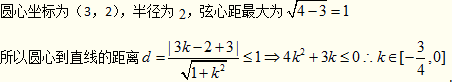 圆心坐标为（3，2），半径为 2，弦心距最大为 √(4−3) = 1
所以圆心到直线的距离 d = |3k−2+3| / √(1+k²) ≤ 1 ⇒ 4k² + 3k ≤ 0 ∴ k ∈ [−3/4, 0] .